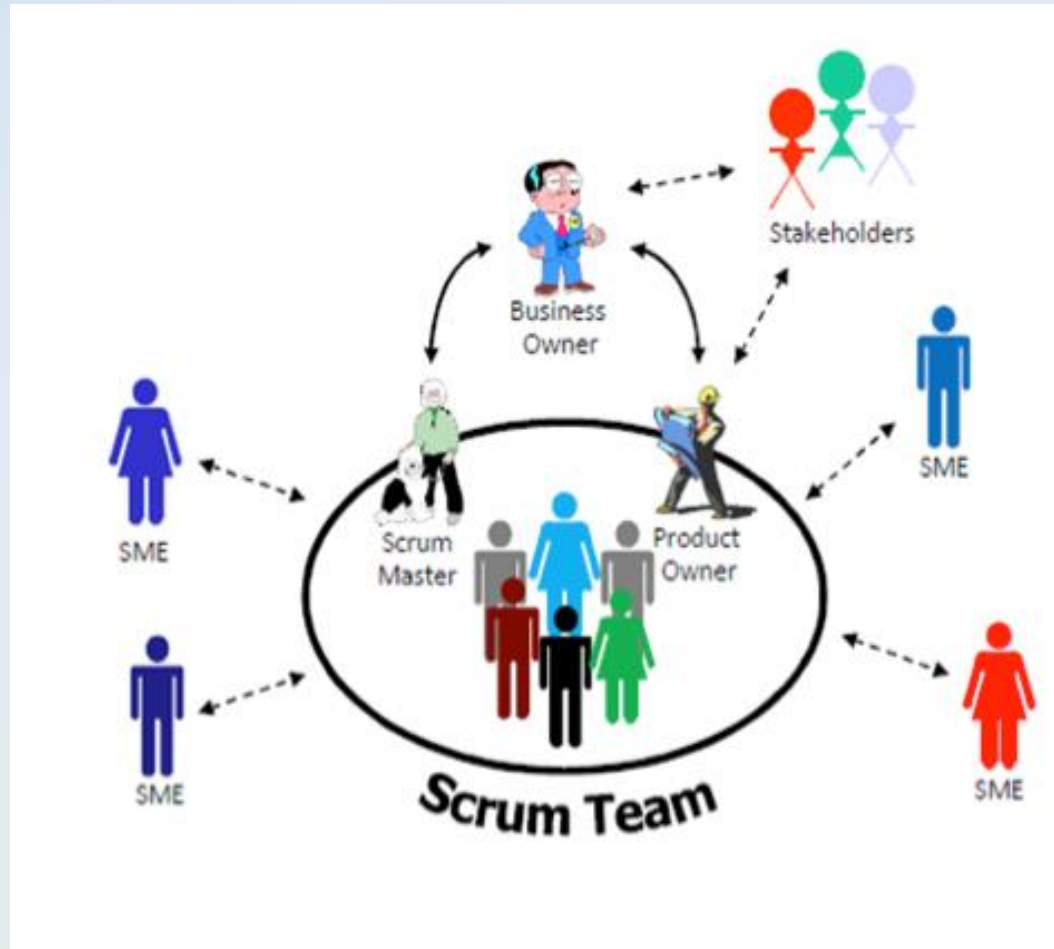 Stakeholders
Business
Owner
SME
SME
Scrum
Master
Product
Owner
SME
SME
Scrum Team